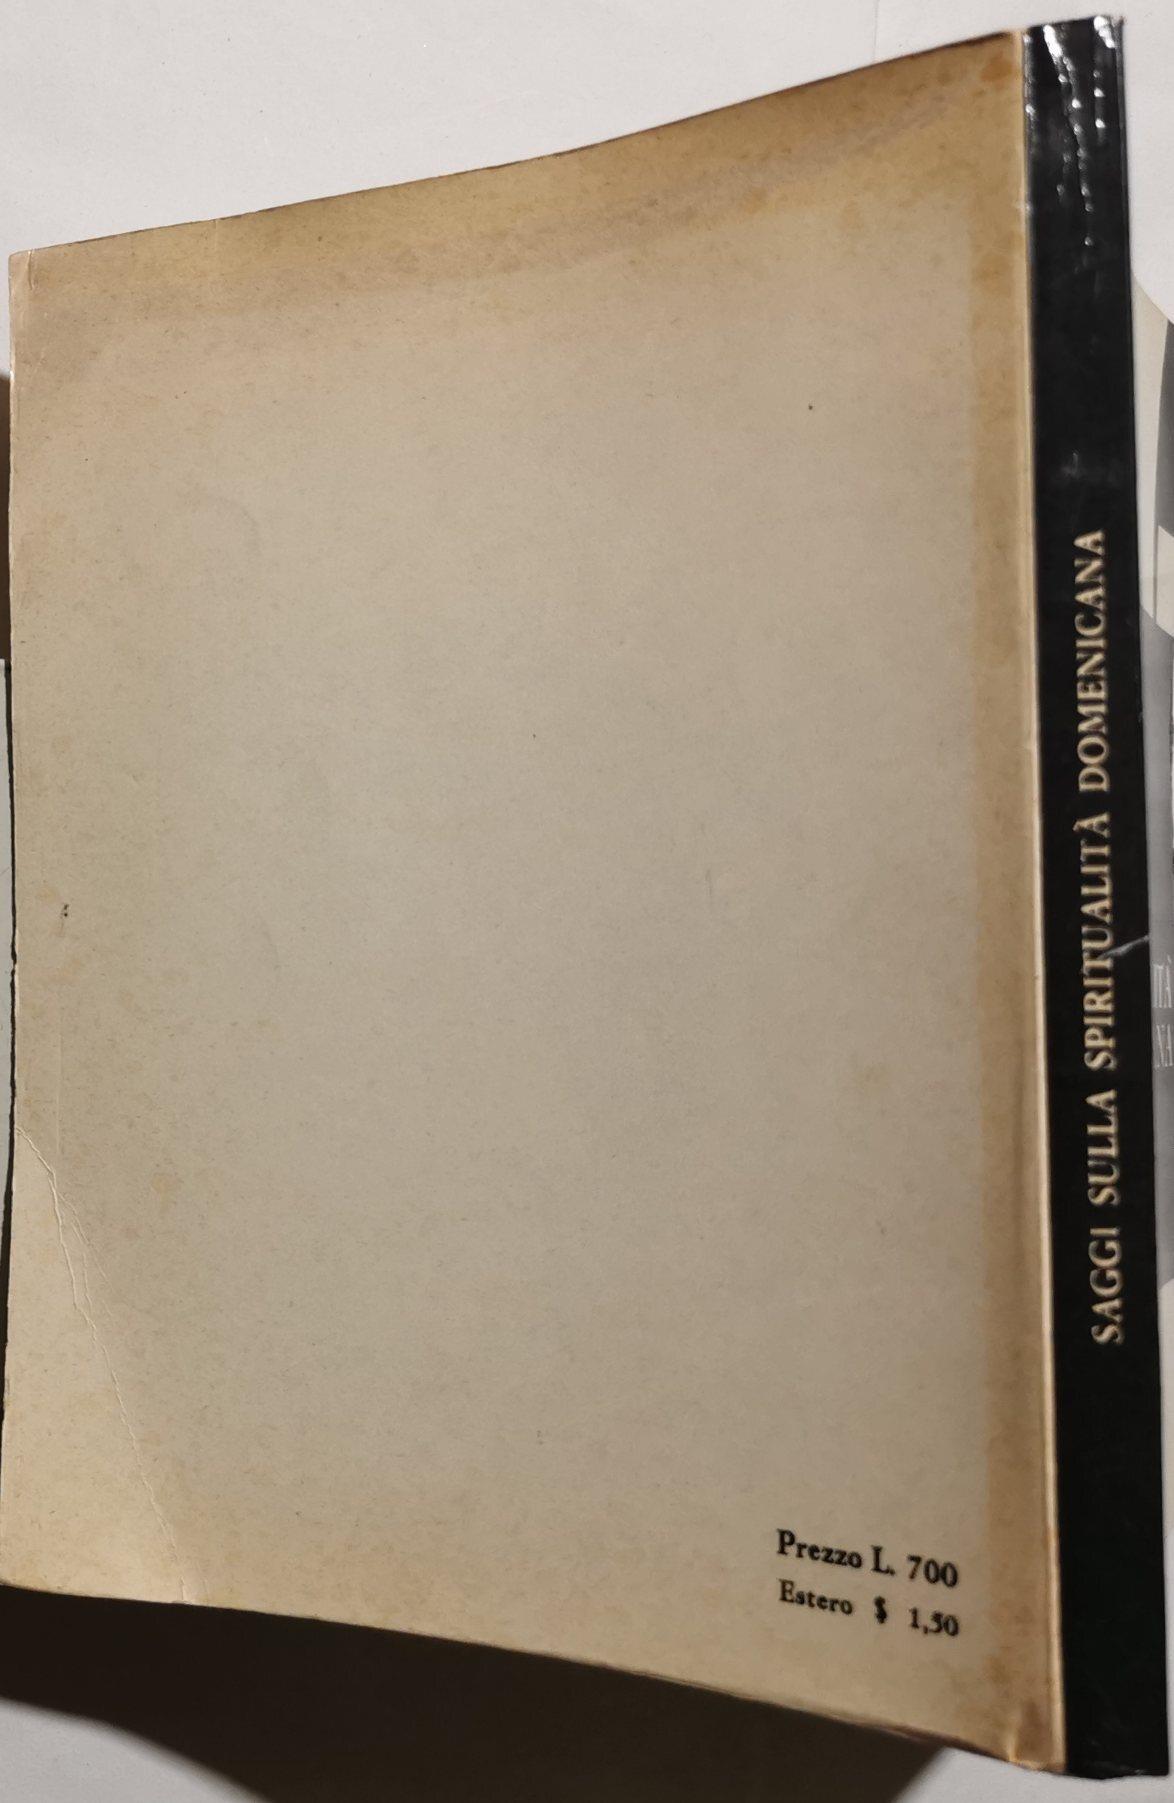 SAGGI SULLA SPIRITUALITÀ DOMENICANA
Prezzo L. 700
Estero $ 1,50